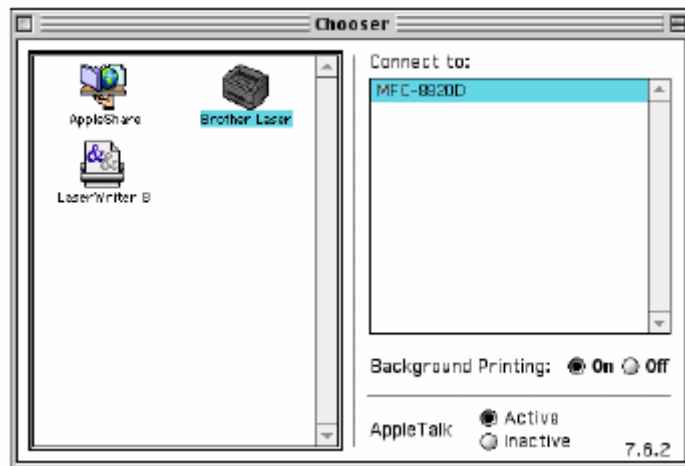 Chooser
AppleShare
Brother Laser
LaserWriter 8
Connect to:
MFC-8820D
Background Printing: On Off
AppleTalk
Active
Inactive
7.6.2